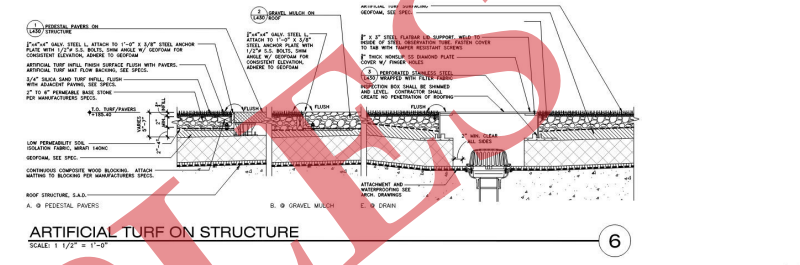 1
L430
PEDESTAL PAVERS ON
STRUCTURE
"x4"x4" GALV. STEEL L, ATTACH TO 1'-0" X 3/8" STEEL ANCHOR
PLATE WITH 1/2"ø S.S. BOLTS, SHIM ANGLE W/ GEOFOAM FOR
CONSISTENT ELEVATION, ADHERE TO GEOFOAM
ARTIFICIAL TURF INFILL FINISH SURFACE FLUSH WITH PAVERS.
ARTIFICIAL TURF MAT FLOW BACKING, SEE SPECS.
3/4" SILICA SAND TURF INFILL, FLUSH
WITH ADJACENT PAVING, SEE SPECS.
2" TO 6" PERMEABLE BASE STONE
PER MANUFACTURERS SPECS.
T.O. TURF/PAVERS
+155.40
VARIES
INFILL
LOW PERMEABILITY SOIL
ISOLATION FABRIC, MIRAFI 140NC
GEOFOAM, SEE SPEC.
CONTINUOUS COMPOSITE WOOD BLOCKING. ATTACH
MATTING TO BLOCKING PER MANUFACTURERS SPECS.
ROOF STRUCTURE, S.A.D.
FLUSH
A. @ PEDESTAL PAVERS
2
L430
GRAVEL MULCH ON
ROOF
"x4"x4" GALV. STEEL L,
ATTACH TO 1'-0" X 3/8"
STEEL ANCHOR PLATE WITH
1/2"ø S.S. BOLTS, SHIM
ANGLE W/ GEOFOAM FOR
CONSISTENT ELEVATION,
ADHERE TO GEOFOAM
FLUSH
B. @ GRAVEL MULCH
ARTIFICIAL TURF SURFACING
GEOFOAM, SEE SPEC.
" X 3" STEEL FLATBAR LID SUPPORT, WELD TO
INSIDE OF STEEL OBSERVATION TUBE. FASTEN COVER
TO TAB WITH TAMPER RESISTANT SCREWS
" THICK NONSLIP SS DIAMOND PLATE
COVER W/ FINGER HOLES
3
L430
PERFORATED STAINLESS STEEL
WRAPPED WITH FILTER FABRIC
INSPECTION BOX SHALL BE SHIMMED
AND LEVEL. CONTRACTOR SHALL
CREATE NO PENETRATION OF ROOFING
FLUSH
2" MIN. CLEAR
ALL SIDES
ATTACHMENT AND
WATERPROOFING SEE
ARCH. DRAWINGS
E. @ DRAIN
ARTIFICIAL TURF ON STRUCTURE
SCALE: 1 1/2" = 1'-0"
6